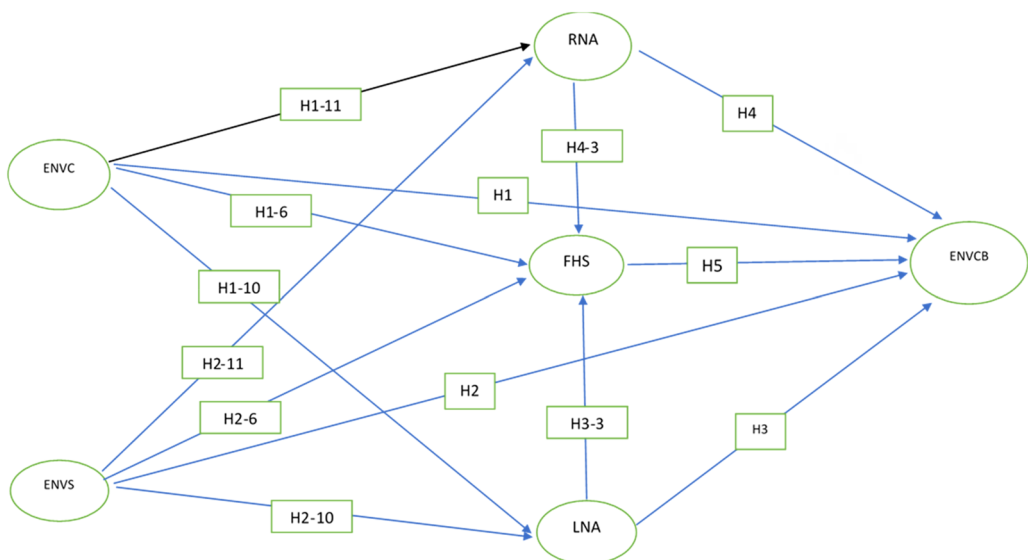 RNA
H1-11
H4
H4-3
ENVC
H1
H1-6
FHS
H5
ENVCB
H1-10
H2-11
H2
H2-6
H3-3
H3
ENVS
H2-10
LNA